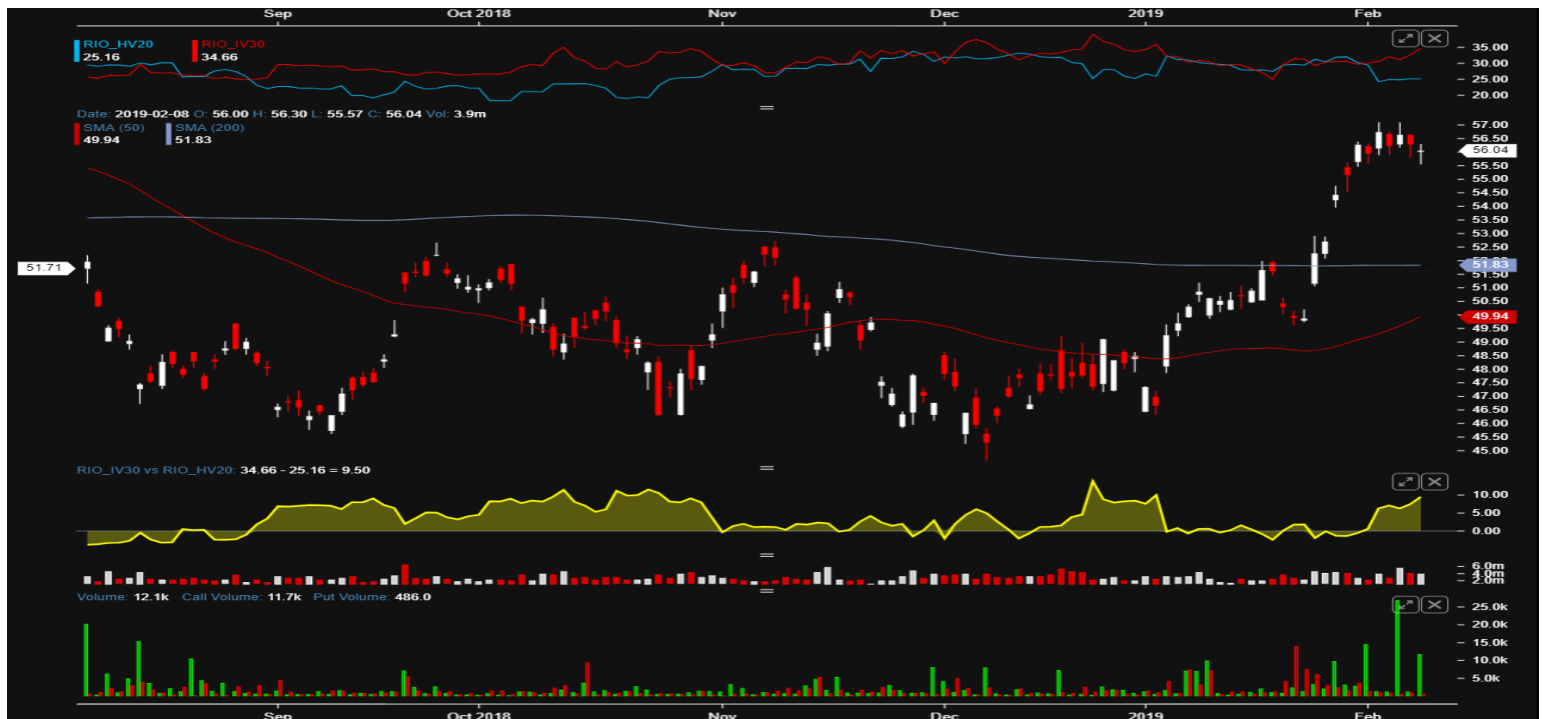 Sep Oct 2018 Nov Dec 2019 Feb
RIO_HV20 RIO_IV30
25.16 34.66
35.00
30.00
25.00
20.00
Date: 2019-02-08 O: 56.00 H: 56.30 L: 55.57 C: 56.04 Vol: 3.9m
SMA (50) SMA (200)
49.94 51.83
57.00
56.50
56.04
55.50
55.00
54.50
54.00
53.50
53.00
52.50
51.71
51.83
51.50
51.00
50.50
49.94
49.50
49.00
48.50
48.00
47.50
47.00
46.50
46.00
45.50
45.00
RIO_IV30 vs RIO_HV20: 34.66 - 25.16 = 9.50
10.00
5.00
0.00
6.0m
4.0m
2.0m
Volume: 12.1k Call Volume: 11.7k Put Volume: 486.0
25.0k
20.0k
15.0k
10.0k
5.0k
Sep Oct 2018 Nov Dec 2019 Feb